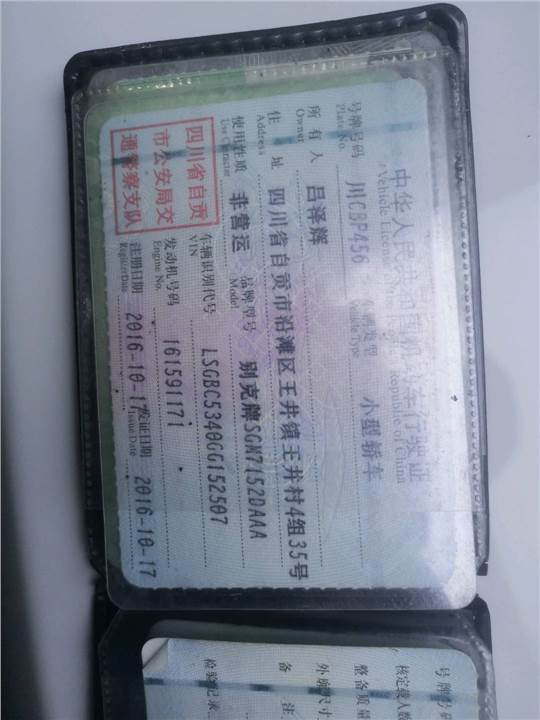 中华人民共和国机动车行驶证
Vehicle License Republic of China
号牌号码 川CBP456 车辆类型 小型轿车
Plate No. Vehicle Type
所有人 吕泽辉
Owner
住址 四川省自贡市沿滩区王井镇王井村4组35号
Address
使用性质 非营运 品牌型号 别克牌SGM7152DAAA
Use Character Model
车辆识别代号 LSGBC5340GG152507
VIN
发动机号码 161591171
Engine No.
注册日期 2016-10-17 发证日期 2016-10-17
Register Date Issue Date
四川省自贡
市公安局交
通警察支队
号牌号
核定载人数
整备质量
外廓尺寸
备注
检验记录